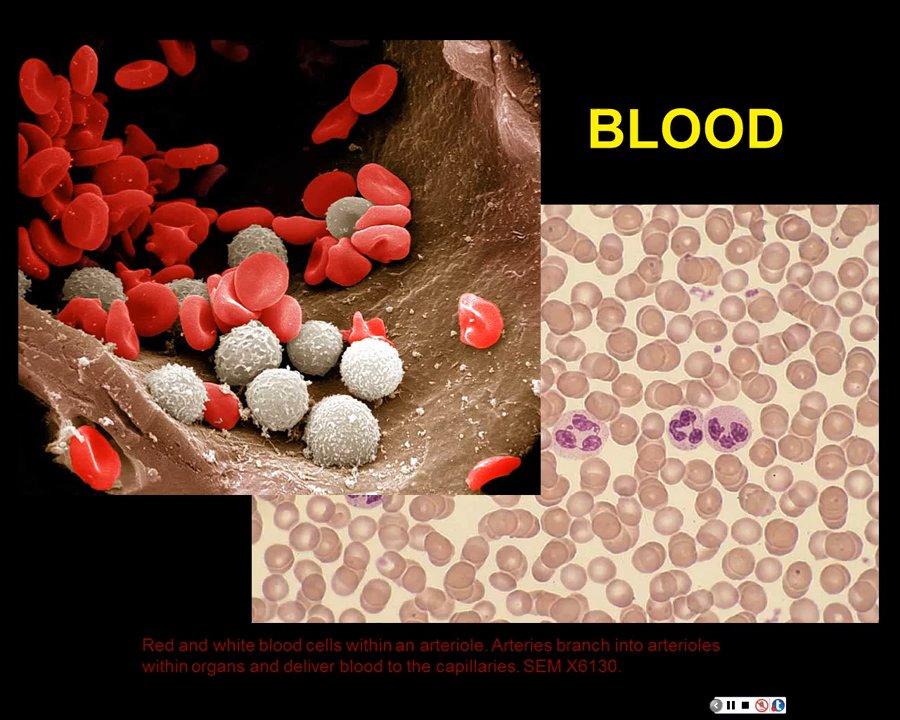 BLOOD
Red and white blood cells within an arteriole. Arteries branch into arterioles
within organs and deliver blood to the capillaries. SEM X6130.